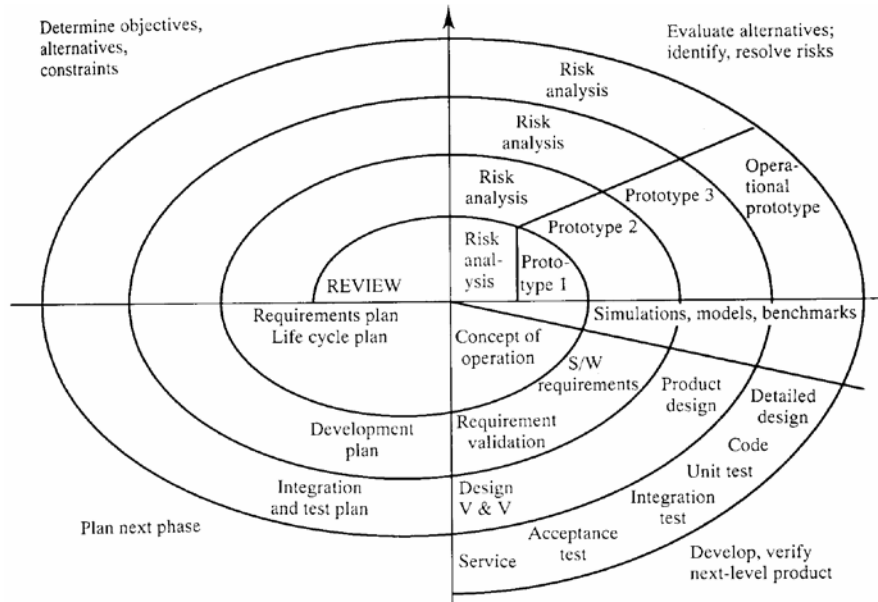 Determine objectives,
alternatives,
constraints
Evaluate alternatives;
identify, resolve risks
Risk
analysis
Risk
analysis
Risk
analysis
Risk
anal-
ysis
Proto-
type 1
Prototype 2
Prototype 3
Opera-
tional
prototype
REVIEW
Requirements plan
Life cycle plan
Concept of
operation
Simulations, models, benchmarks
S/W
requirements
Product
design
Detailed
design
Development
plan
Requirement
validation
Code
Unit test
Integration
and test plan
Design
V & V
Integration
test
Acceptance
test
Service
Plan next phase
Develop, verify
next-level product